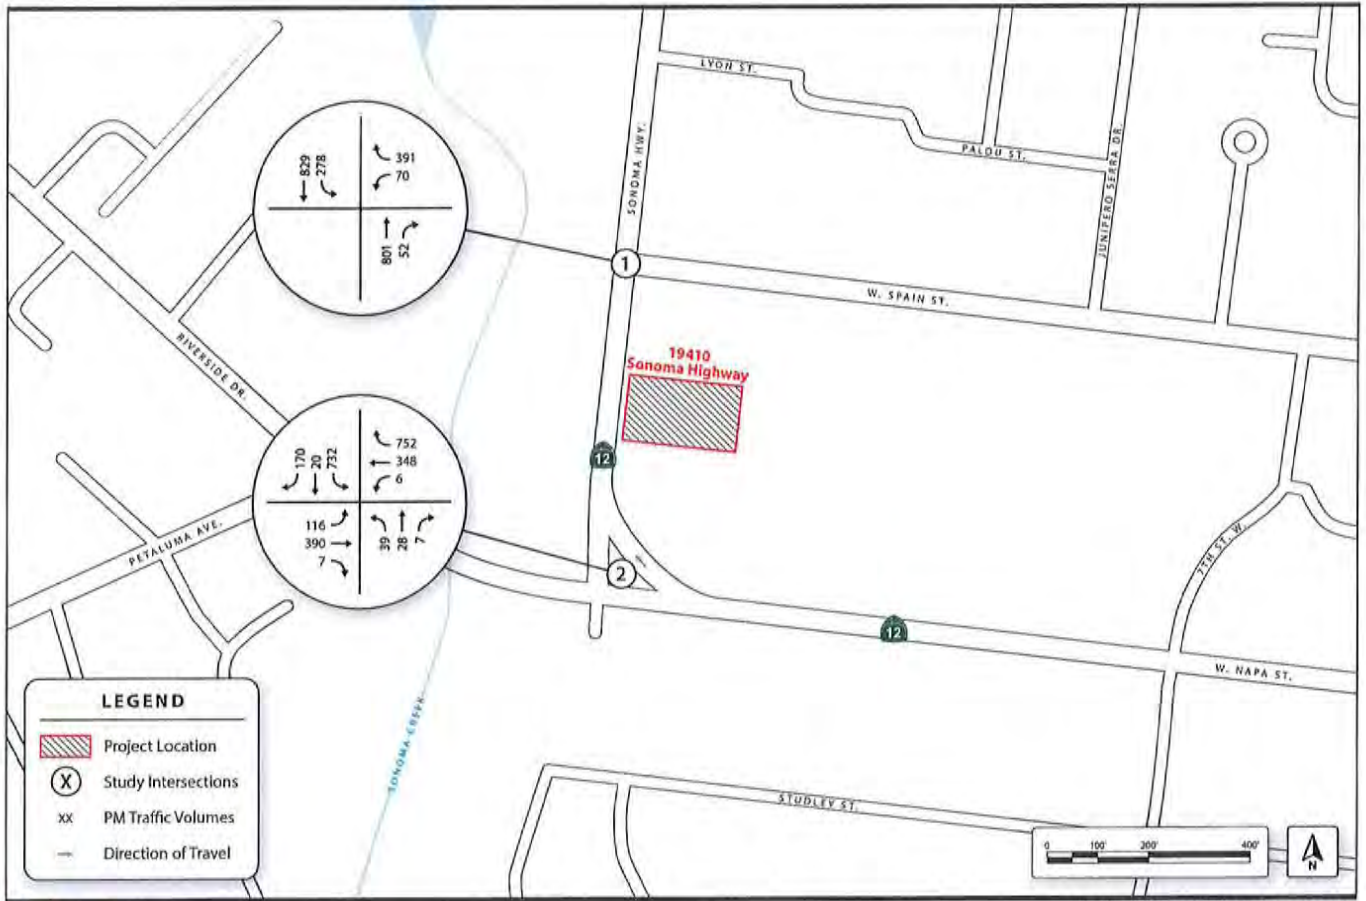 LYON ST.
PALOU ST.
JUNIPERO SERRA DR.
SONOMA HWY.
829
278
391
70
801
52
1
W. SPAIN ST.
RIVERSIDE DR.
19410
Sonoma Highway
12
170
20
732
752
348
6
116
390
7
39
28
7
PETALUMA AVE.
2
7TH ST. W.
12
W. NAPA ST.
SONOMA CREEK
STUDLEY ST.
LEGEND
Project Location
X Study Intersections
xx PM Traffic Volumes
Direction of Travel
0 100' 200' 400'
N